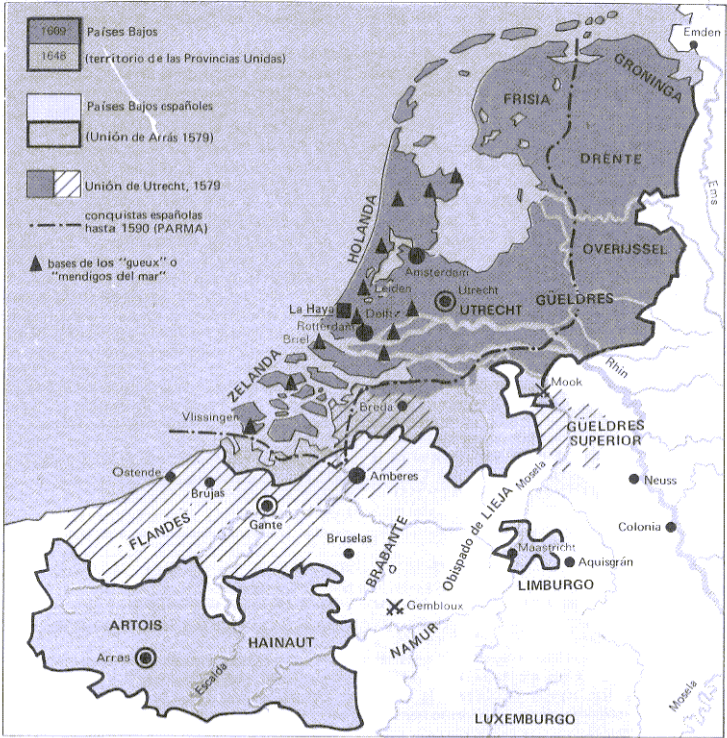 1609 Países Bajos
1648 (territorio de las Provincias Unidas)
Países Bajos españoles
(Unión de Arrás 1579)
Unión de Utrecht, 1579
conquistas españolas
hasta 1590 (PARMA)
bases de los "gueux" o
"mendigos del mar"
Emden
GRONINGA
FRISIA
DRENTE
Ems
HOLANDA
OVERIJSSEL
Amsterdam
Leiden
Utrecht
La Haya
Delft
UTRECHT
GÜELDRES
Rotterdam
Briel
Rhin
ZELANDA
Mook
Breda
Vlissingen
GÜELDRES
SUPERIOR
Ostende
Amberes
Mosela
Neuss
Brujas
Gante
FLANDES
Bruselas
BRABANTE
Obispado de LIEJA
Colonia
Maastricht
Aquisgrán
LIMBURGO
Gembloux
ARTOIS
HAINAUT
NAMUR
Arras
Escalda
Mosela
LUXEMBURGO